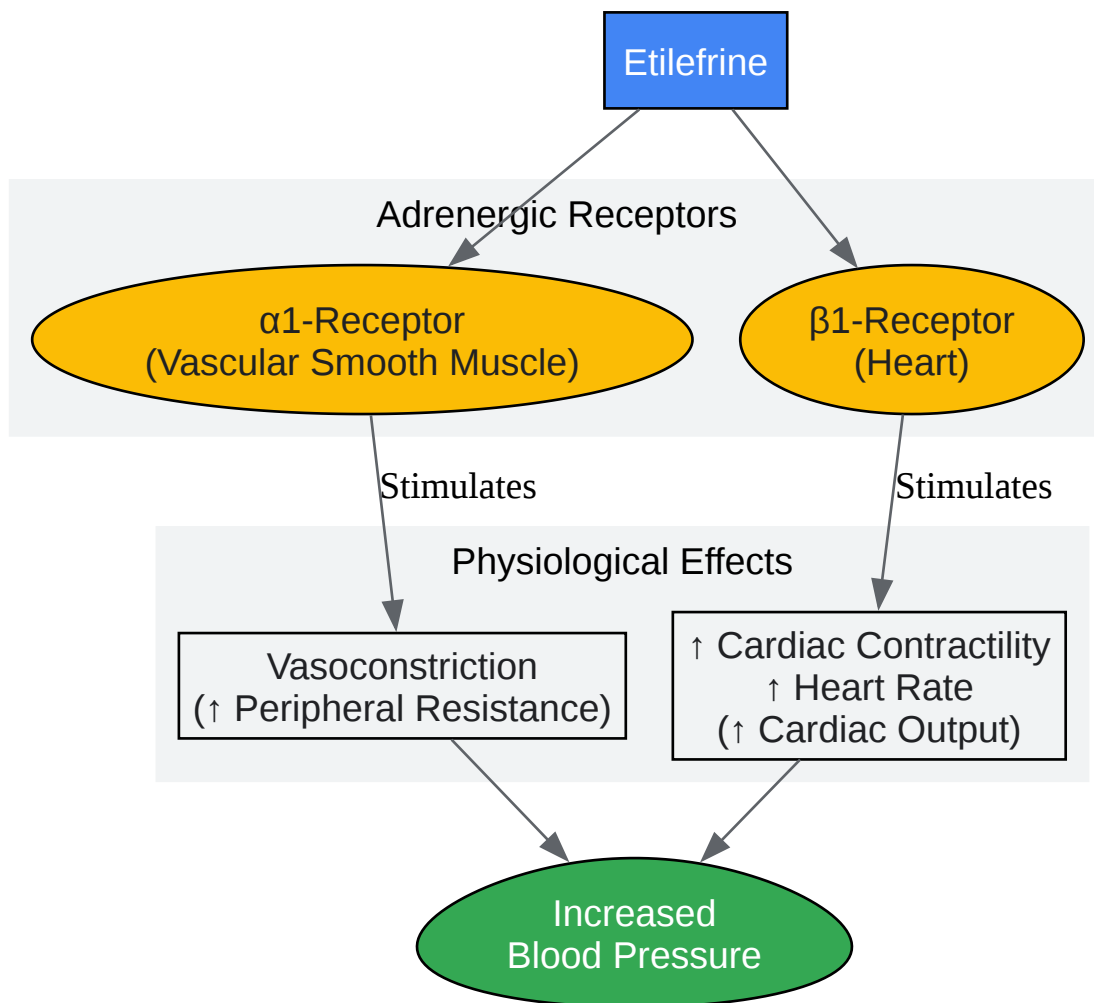 Etilefrine
Adrenergic Receptors
α1-Receptor
(Vascular Smooth Muscle)
β1-Receptor
(Heart)
Stimulates
Stimulates
Physiological Effects
Vasoconstriction
(↑ Peripheral Resistance)
↑ Cardiac Contractility
↑ Heart Rate
(↑ Cardiac Output)
Increased
Blood Pressure